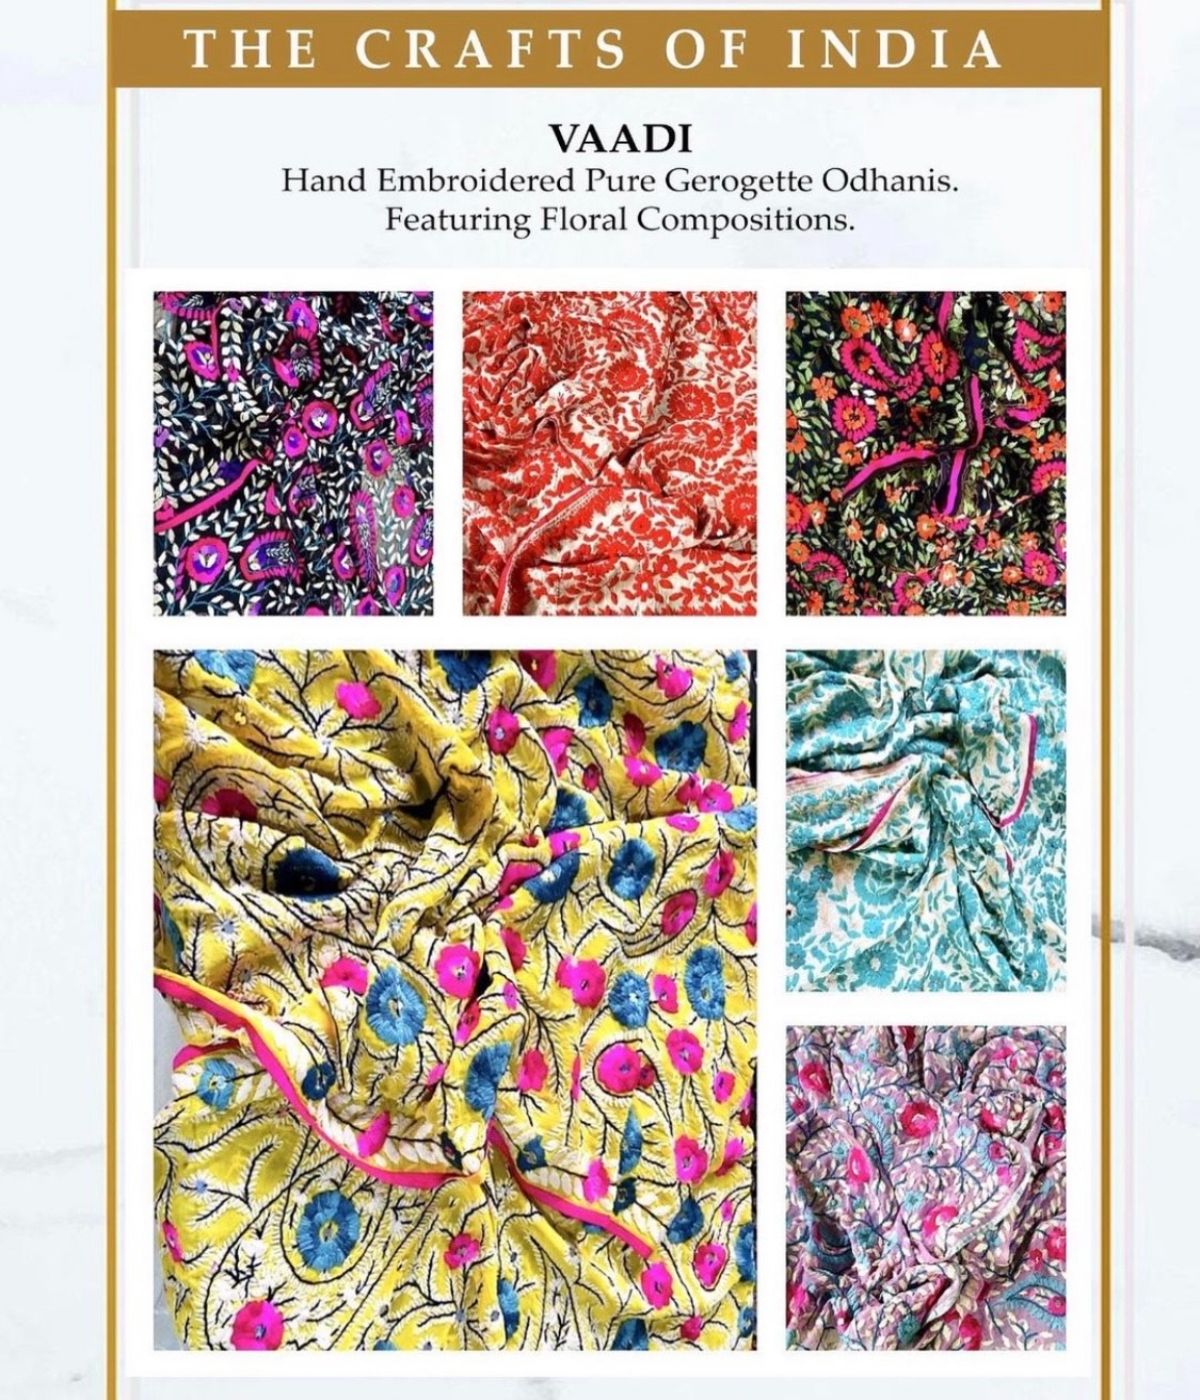 THE CRAFTS OF INDIA
VAADI
Hand Embroidered Pure Gerogette Odhanis.
Featuring Floral Compositions.